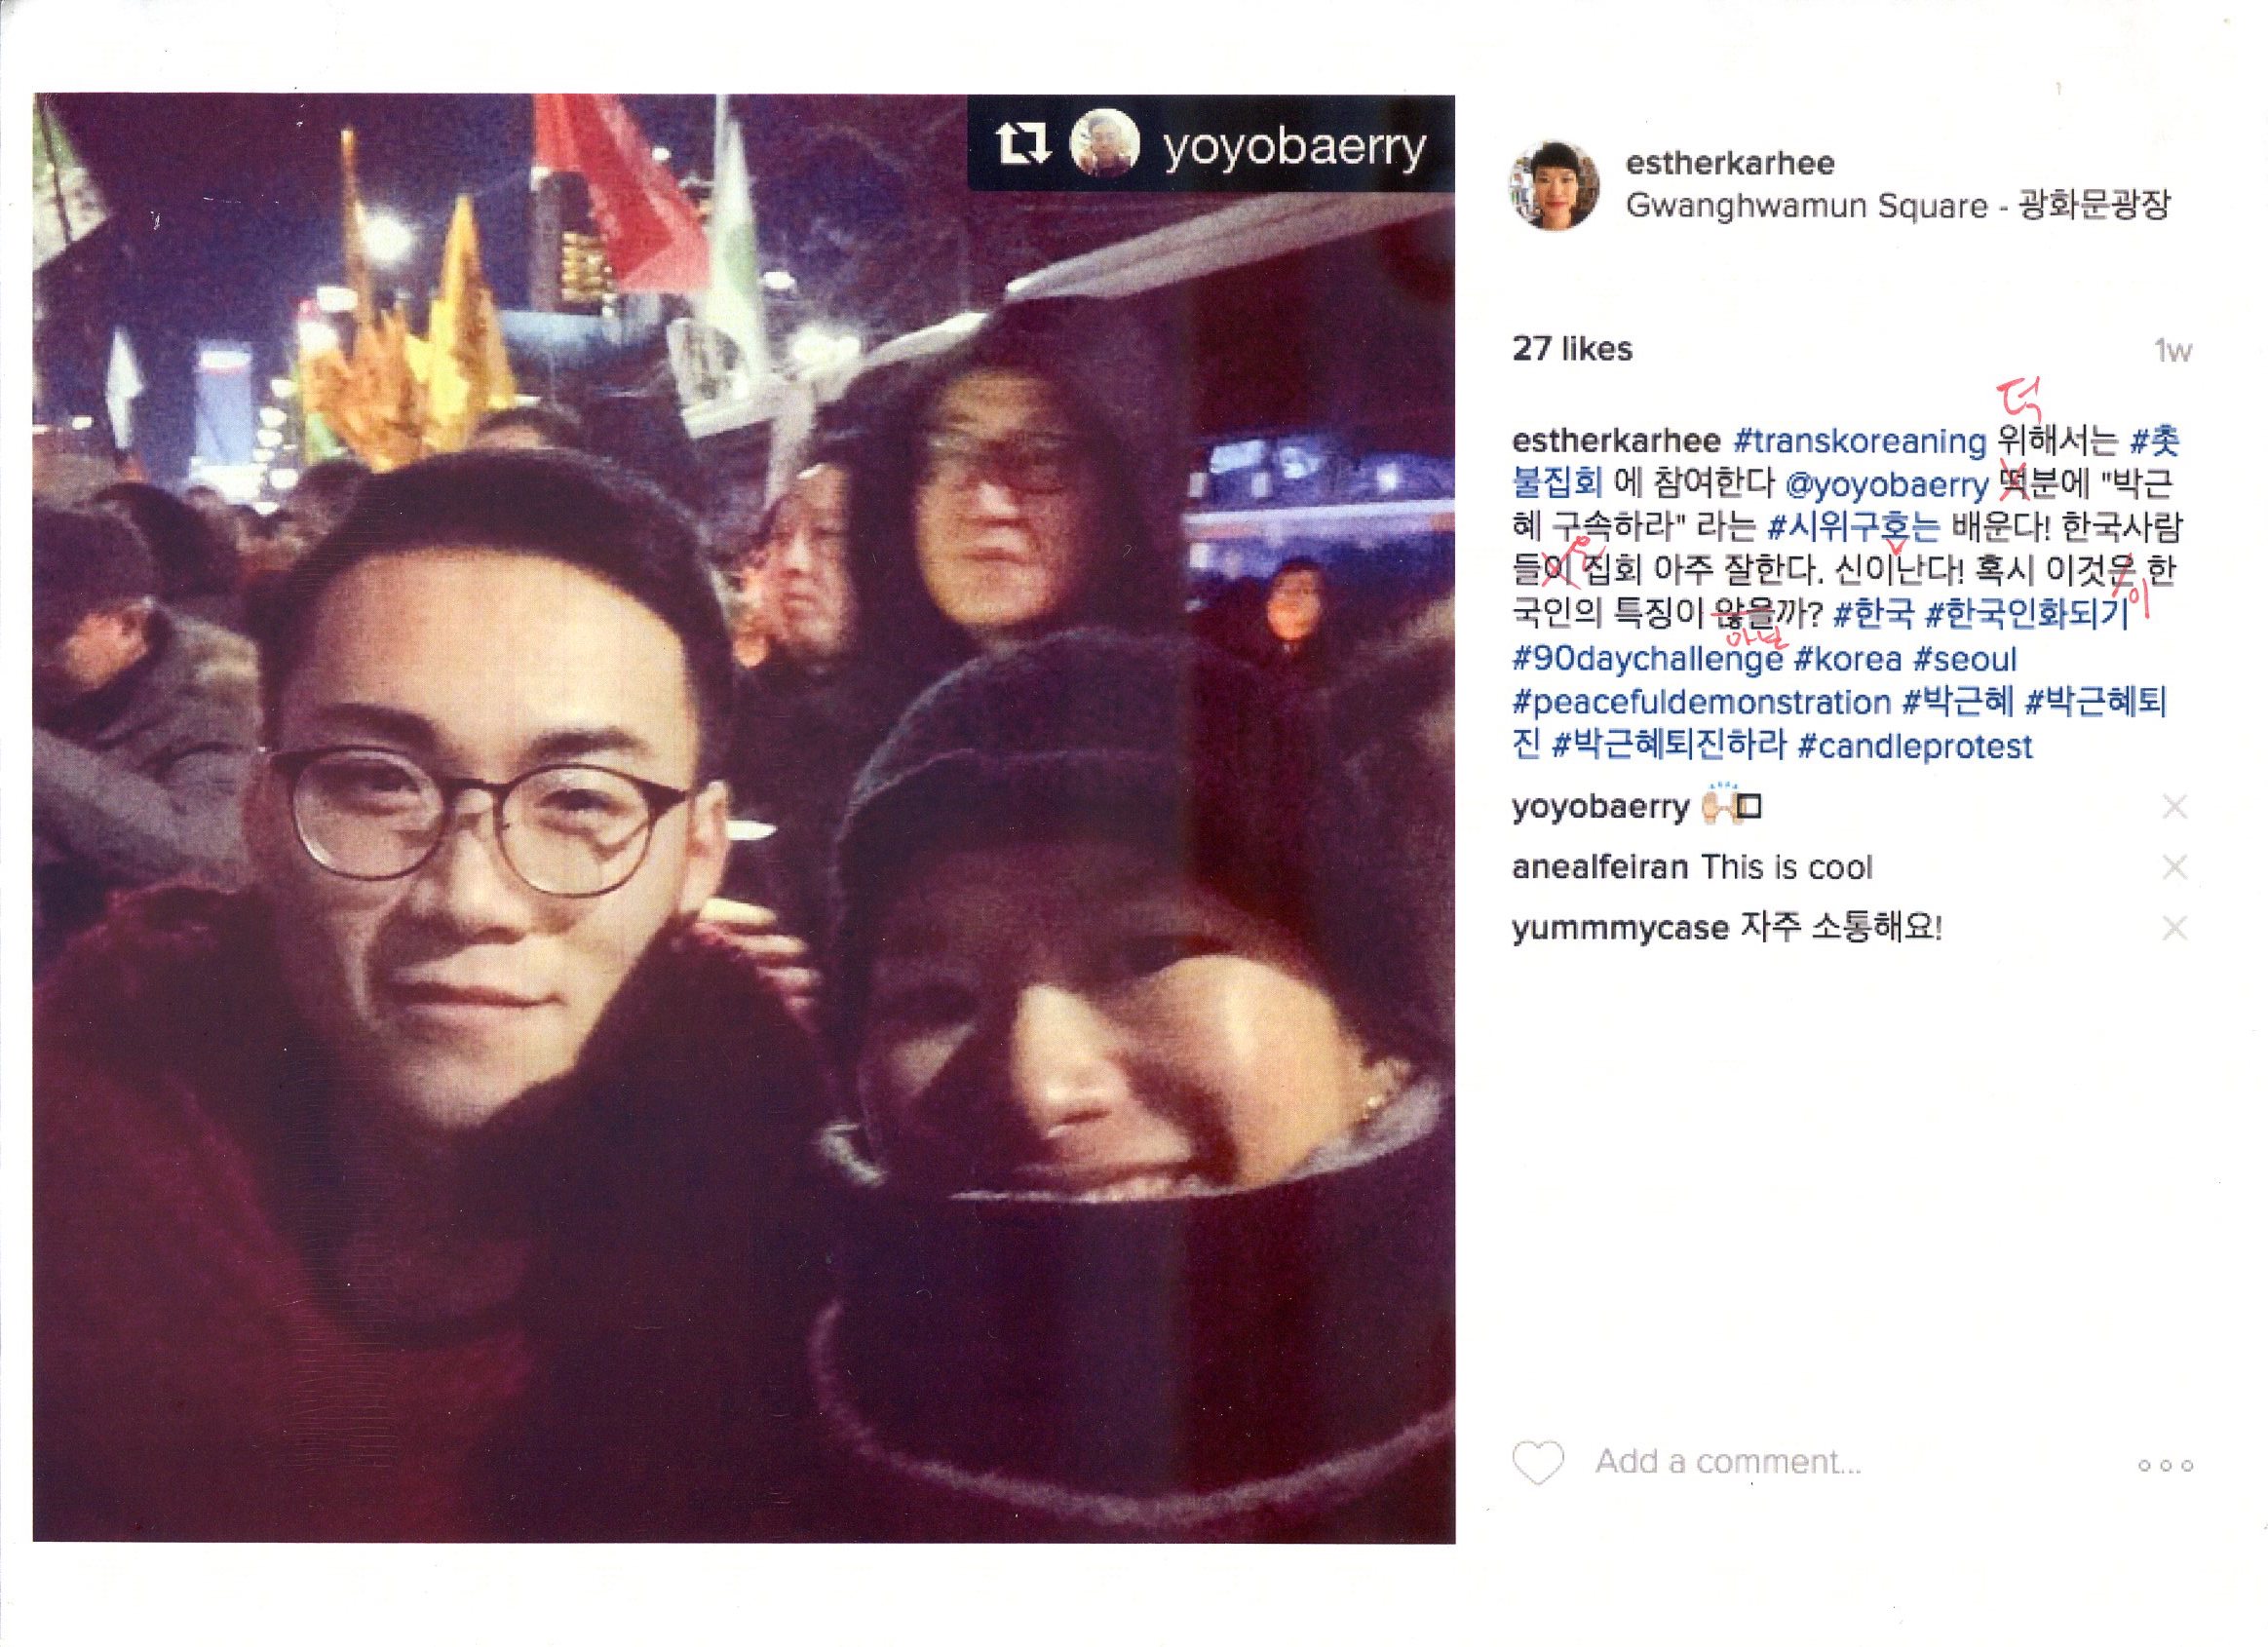 yoyobaerry
estherkarhee
Gwanghwamun Square - 광화문광장
27 likes
1w
덕
estherkarhee #transkoreaning 위해서는 #촛
불집회 에 참여한다 @yoyobaerry 떡분에 "박근
혜 구속하라" 라는 #시위구호는 배운다! 한국사람
은
들이 집회 아주 잘한다. 신이난다! 혹시 이것은 한
이
국인의 특징이 않을까? #한국 #한국인화되기
아닐
#90daychallenge #korea #seoul
#peacefuldemonstration #박근혜 #박근혜퇴
진 #박근혜퇴진하라 #candleprotest
yoyobaerry 🙌
anealfeiran This is cool
yummmycase 자주 소통해요!
Add a comment...